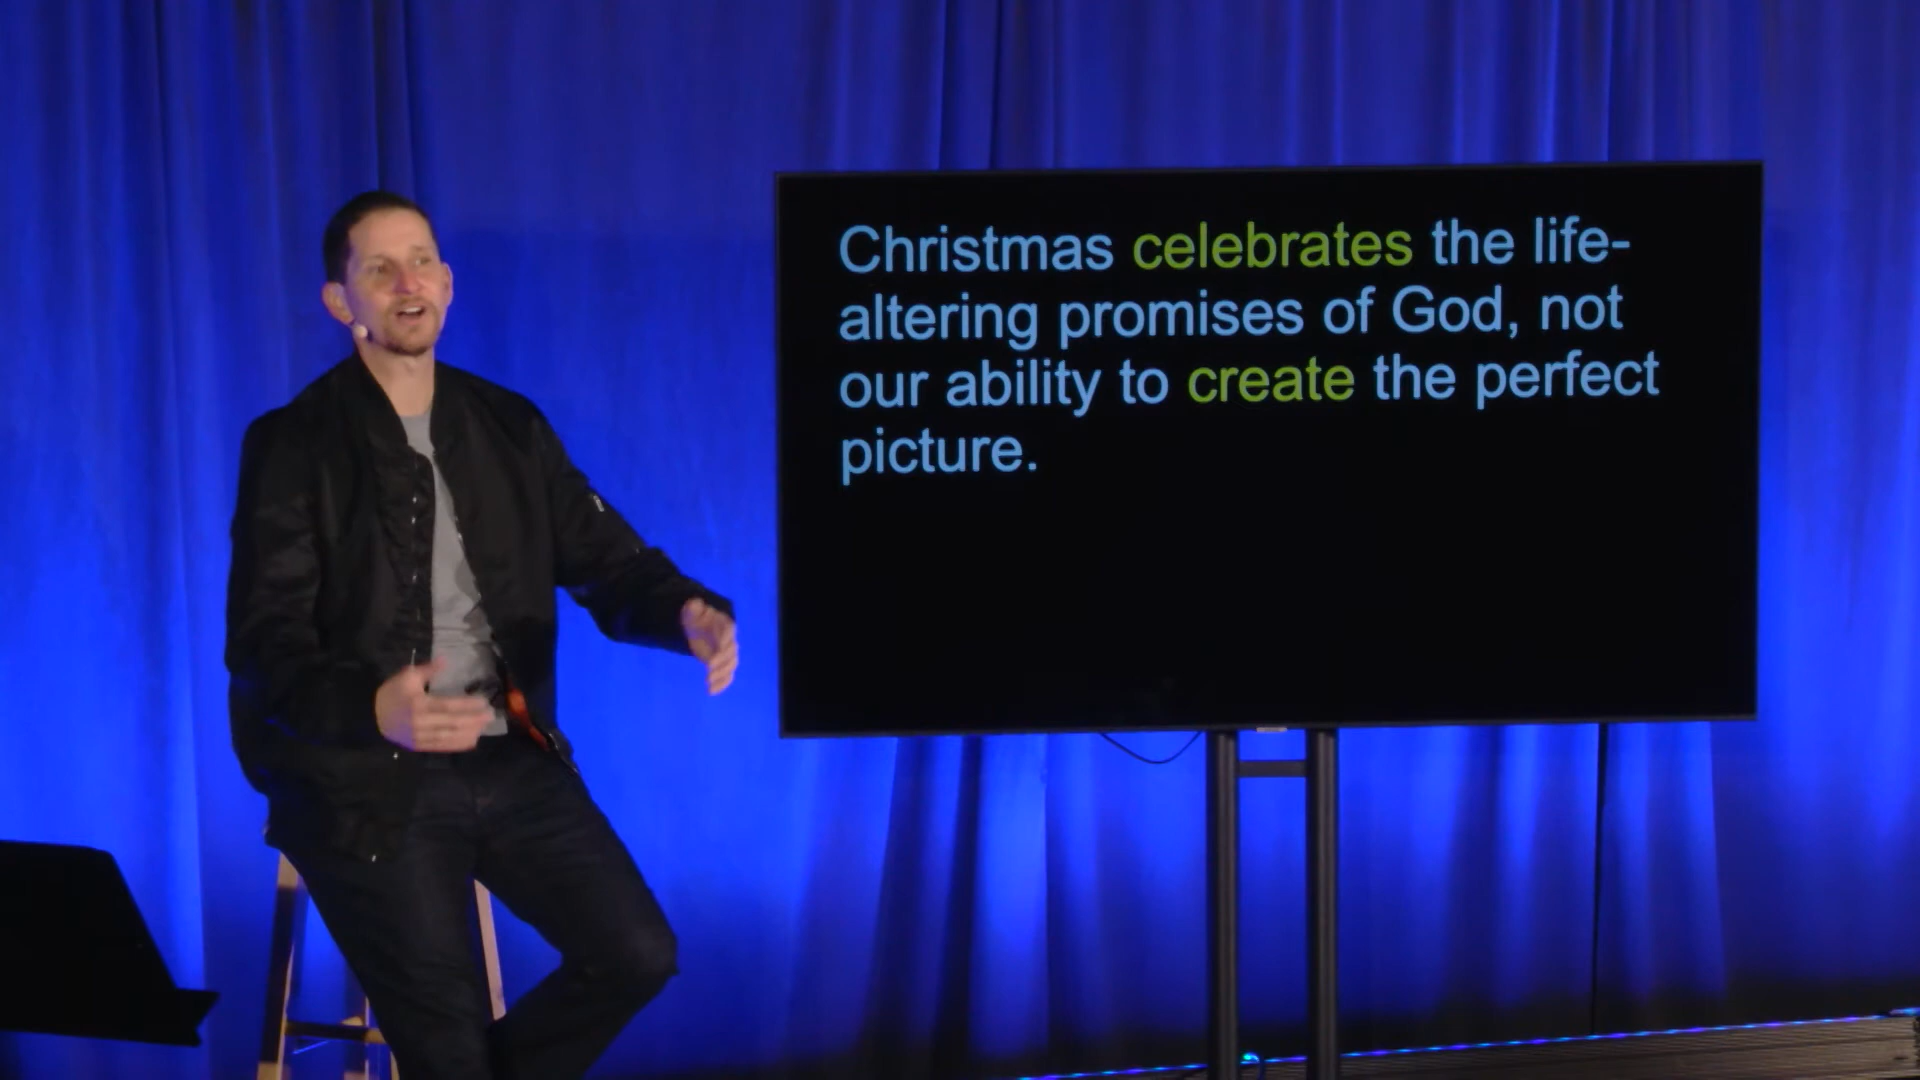 Christmas celebrates the life-
altering promises of God, not
our ability to create the perfect
picture.